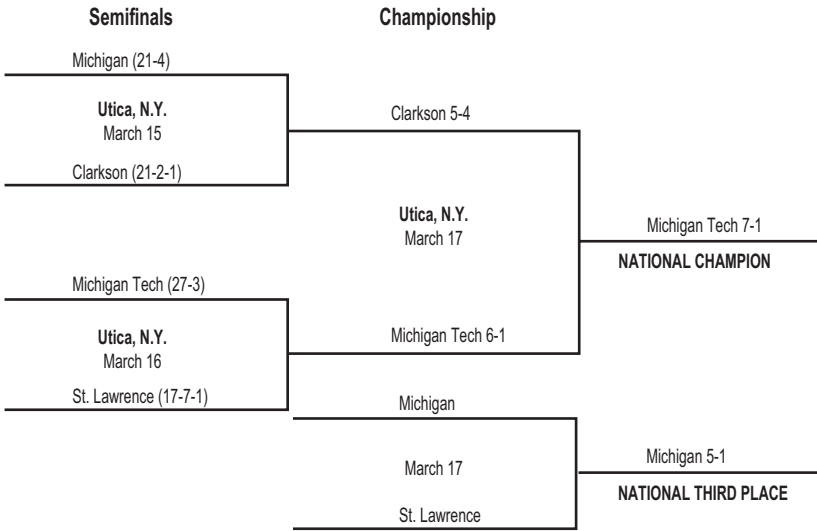 Semifinals
Championship
Michigan (21-4)
Utica, N.Y.
March 15
Clarkson (21-2-1)
Clarkson 5-4
Utica, N.Y.
March 17
Michigan Tech 7-1
NATIONAL CHAMPION
Michigan Tech (27-3)
Utica, N.Y.
March 16
St. Lawrence (17-7-1)
Michigan Tech 6-1
Michigan
March 17
St. Lawrence
Michigan 5-1
NATIONAL THIRD PLACE